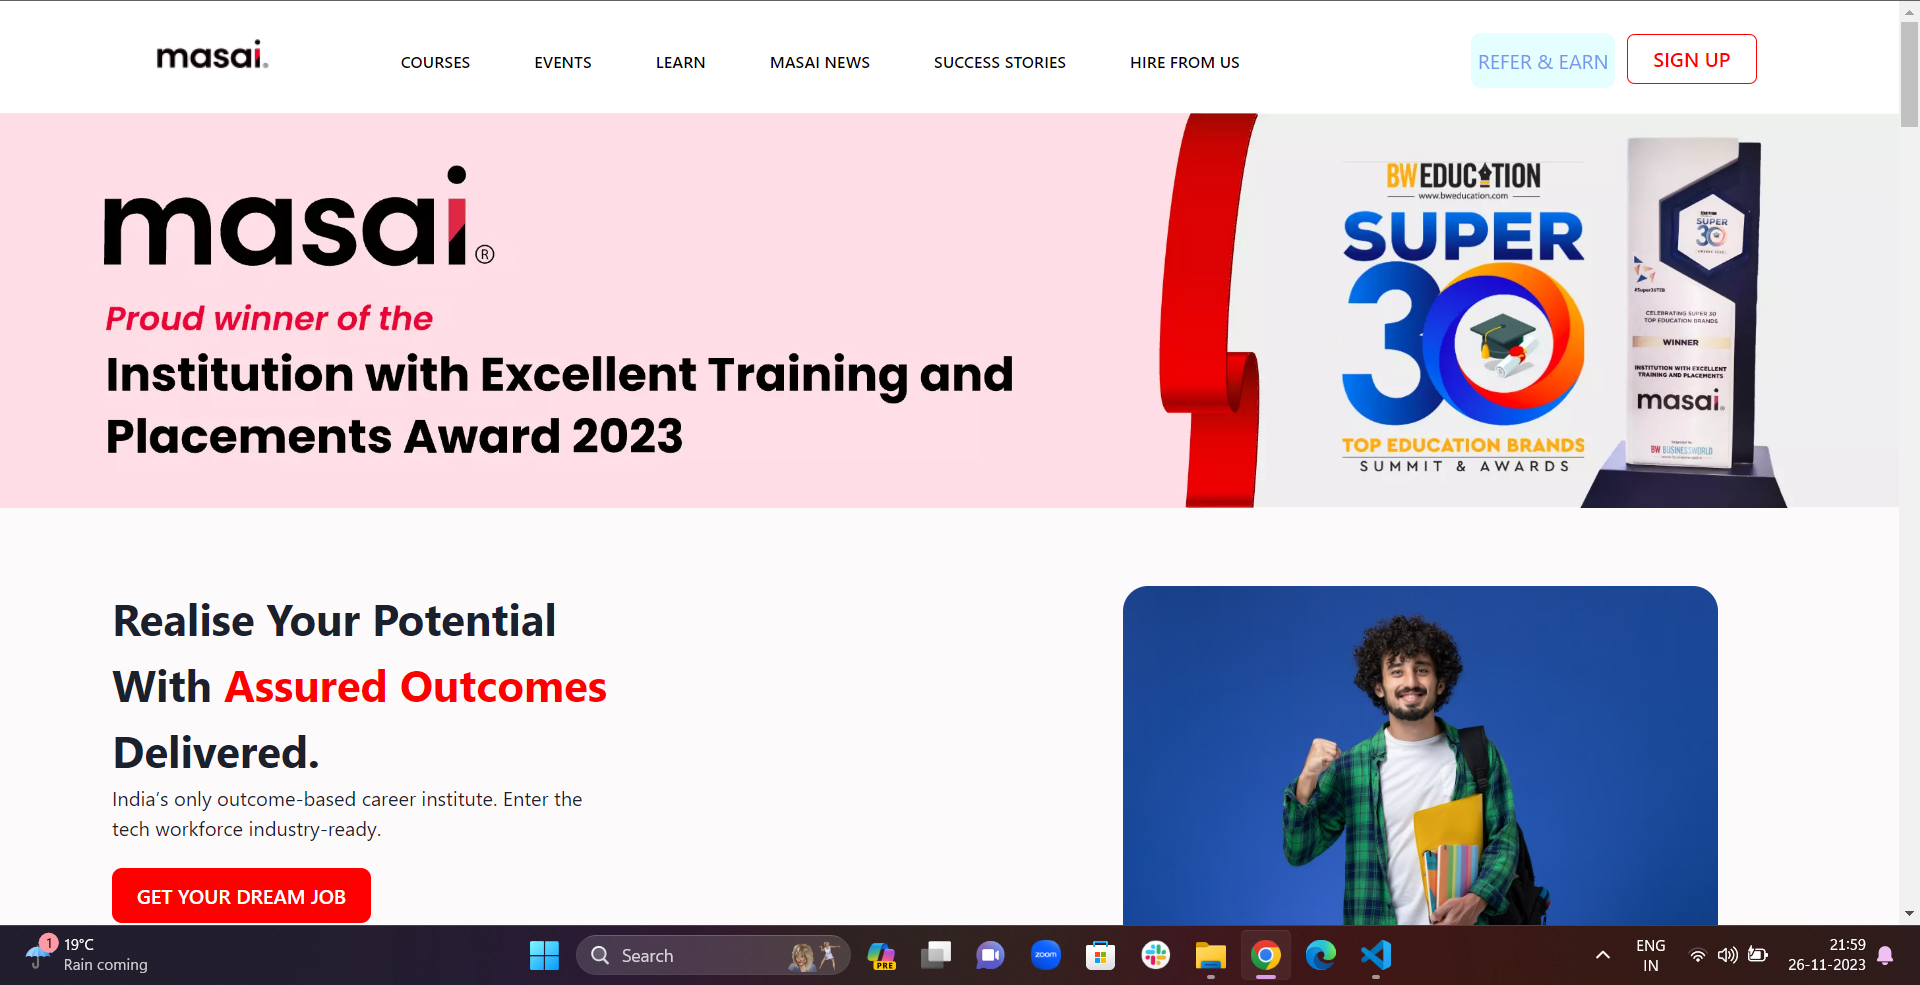 masai.
COURSES
EVENTS
LEARN
MASAI NEWS
SUCCESS STORIES
HIRE FROM US
REFER & EARN
SIGN UP
masai ®
Proud winner of the
Institution with Excellent Training and
Placements Award 2023
BW EDUCATION
www.bweducation.com
SUPER
30
TOP EDUCATION BRANDS
SUMMIT & AWARDS
SUPER
30
#Super30TEB
CELEBRATING SUPER 30
TOP EDUCATION BRANDS
WINNER
INSTITUTION WITH EXCELLENT
TRAINING AND PLACEMENTS
masai
BW BUSINESSWORLD
Realise Your Potential
With Assured Outcomes
Delivered.
India’s only outcome-based career institute. Enter the
tech workforce industry-ready.
GET YOUR DREAM JOB
1
19°C
Rain coming
Search
PRE
zoom
ENG
IN
21:59
26-11-2023